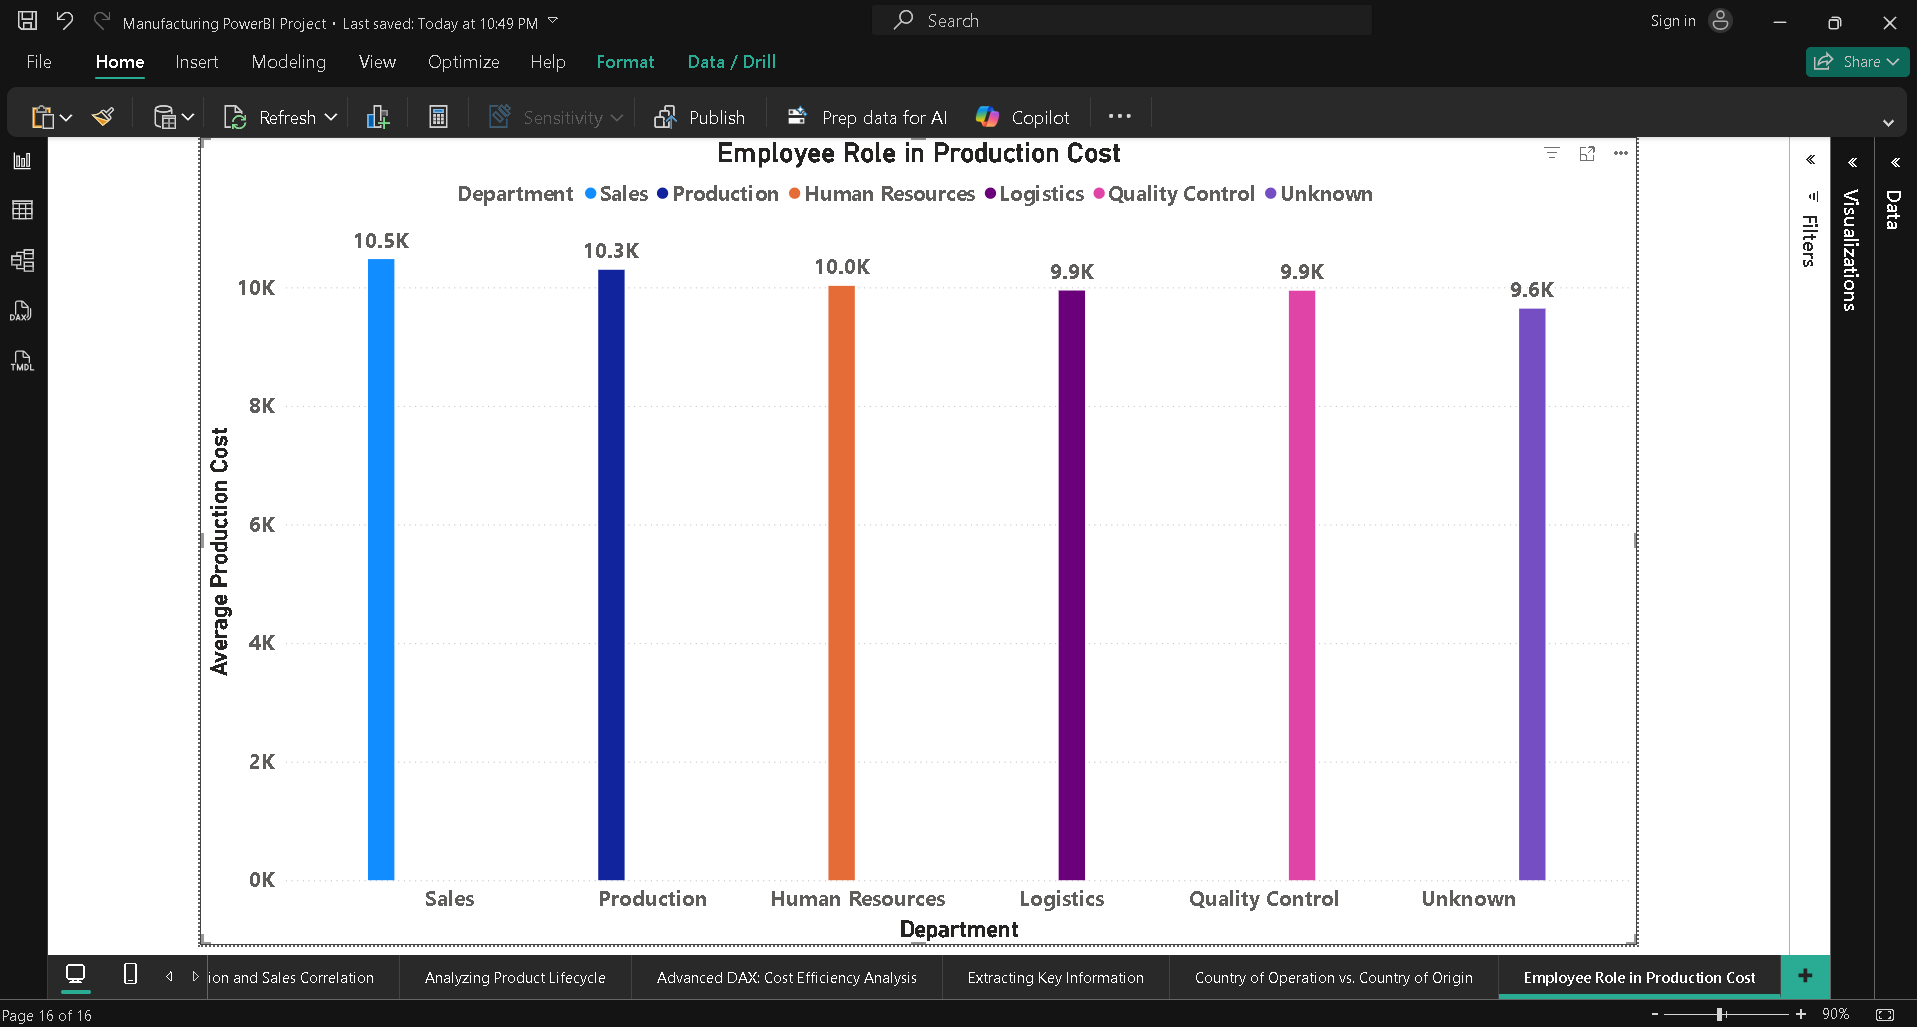 Manufacturing PowerBI Project • Last saved: Today at 10:49 PM
Search
Sign in
File Home Insert Modeling View Optimize Help Format Data / Drill
Share
Refresh Sensitivity Publish Prep data for AI Copilot
Employee Role in Production Cost
Department Sales Production Human Resources Logistics Quality Control Unknown
10.5K 10.3K 10.0K 9.9K 9.9K 9.6K
10K
8K
6K
4K
2K
0K
Average Production Cost
Sales Production Human Resources Logistics Quality Control Unknown
Department
Filters
Visualizations
Data
DAX
TMDL
ion and Sales Correlation Analyzing Product Lifecycle Advanced DAX: Cost Efficiency Analysis Extracting Key Information Country of Operation vs. Country of Origin Employee Role in Production Cost
Page 16 of 16
90%